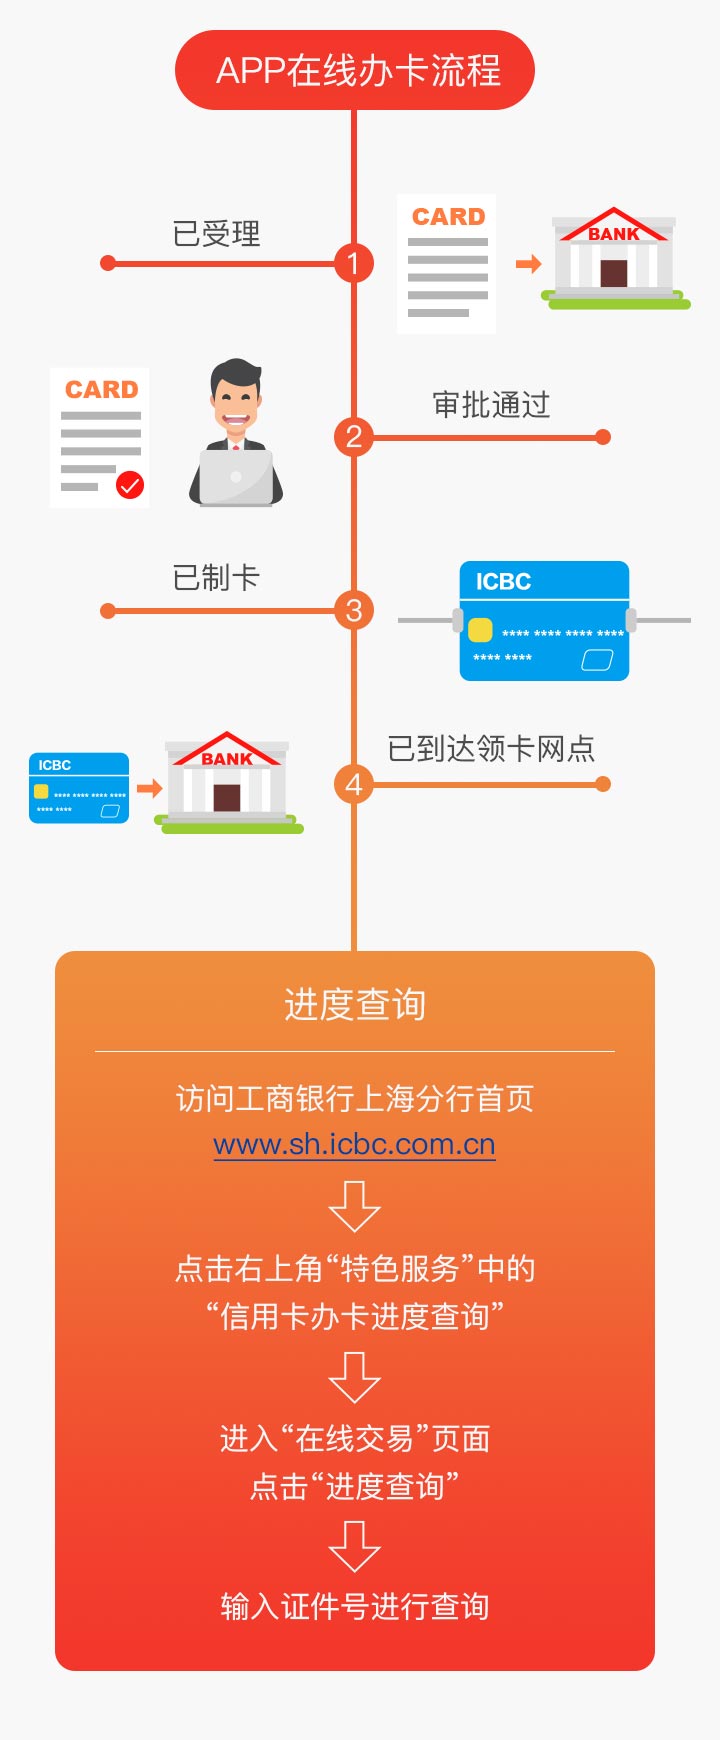 APP在线办卡流程
已受理
1
CARD
BANK
CARD
2
审批通过
已制卡
3
ICBC
**** **** **** ****
**** ****
已到达领卡网点
4
ICBC
**** **** **** ****
**** ****
BANK
进度查询
访问工商银行上海分行首页
www.sh.icbc.com.cn
点击右上角“特色服务”中的
“信用卡办卡进度查询”
进入“在线交易”页面
点击“进度查询”
输入证件号进行查询